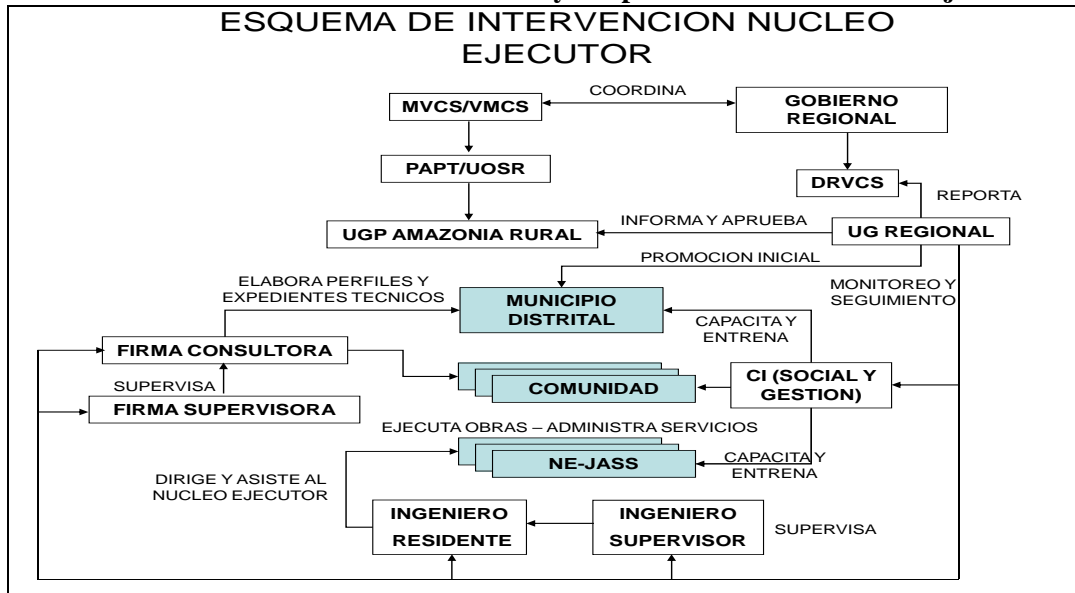 ESQUEMA DE INTERVENCION NUCLEO
EJECUTOR
MVCS/VMCS
COORDINA
GOBIERNO
REGIONAL
PAPT/UOSR
DRVCS
REPORTA
UGP AMAZONIA RURAL
INFORMA Y APRUEBA
UG REGIONAL
PROMOCION INICIAL
ELABORA PERFILES Y
EXPEDIENTES TECNICOS
MONITOREO Y
SEGUIMIENTO
MUNICIPIO
DISTRITAL
CAPACITA Y
ENTRENA
FIRMA CONSULTORA
SUPERVISA
FIRMA SUPERVISORA
COMUNIDAD
CI (SOCIAL Y
GESTION)
EJECUTA OBRAS – ADMINISTRA SERVICIOS
NE-JASS
CAPACITA Y
ENTRENA
DIRIGE Y ASISTE AL
NUCLEO EJECUTOR
INGENIERO
RESIDENTE
INGENIERO
SUPERVISOR
SUPERVISA